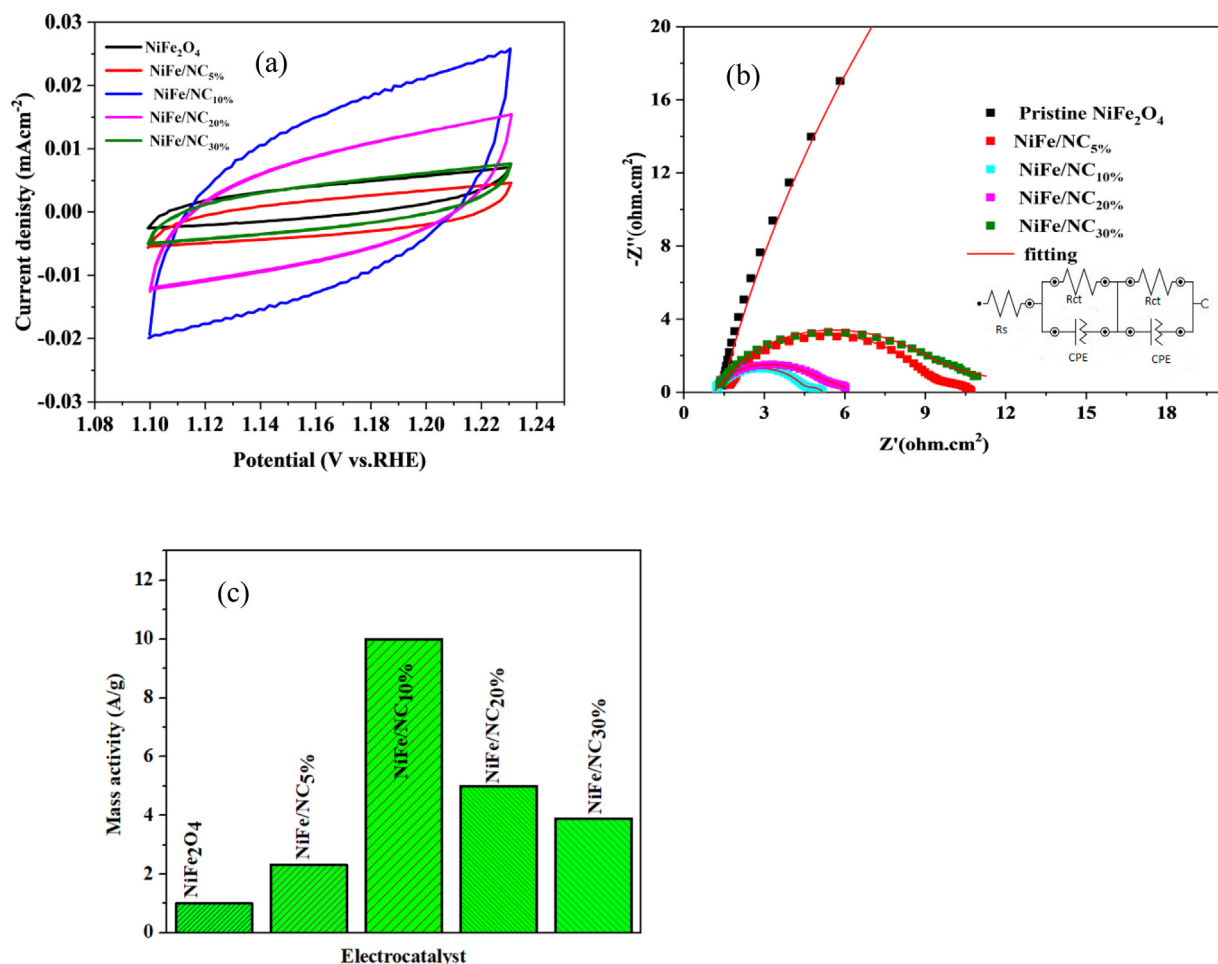 (a)
0.03
0.02
0.01
0.00
-0.01
-0.02
-0.03
Current denisty (mAcm⁻²)
NiFe₂O₄
NiFe/NC₅%
NiFe/NC₁₀%
NiFe/NC₂₀%
NiFe/NC₃₀%
1.08 1.10 1.12 1.14 1.16 1.18 1.20 1.22 1.24
Potential (V vs.RHE)
(b)
20
16
12
8
4
0
-Z''(ohm.cm²)
Pristine NiFe₂O₄
NiFe/NC₅%
NiFe/NC₁₀%
NiFe/NC₂₀%
NiFe/NC₃₀%
fitting
Rs
Rct
Rct
CPE
CPE
0 3 6 9 12 15 18
Z'(ohm.cm²)
(c)
12
10
8
6
4
2
0
Mass activity (A/g)
NiFe₂O₄
NiFe/NC5%
NiFe/NC10%
NiFe/NC20%
NiFe/NC30%
Electrocatalyst